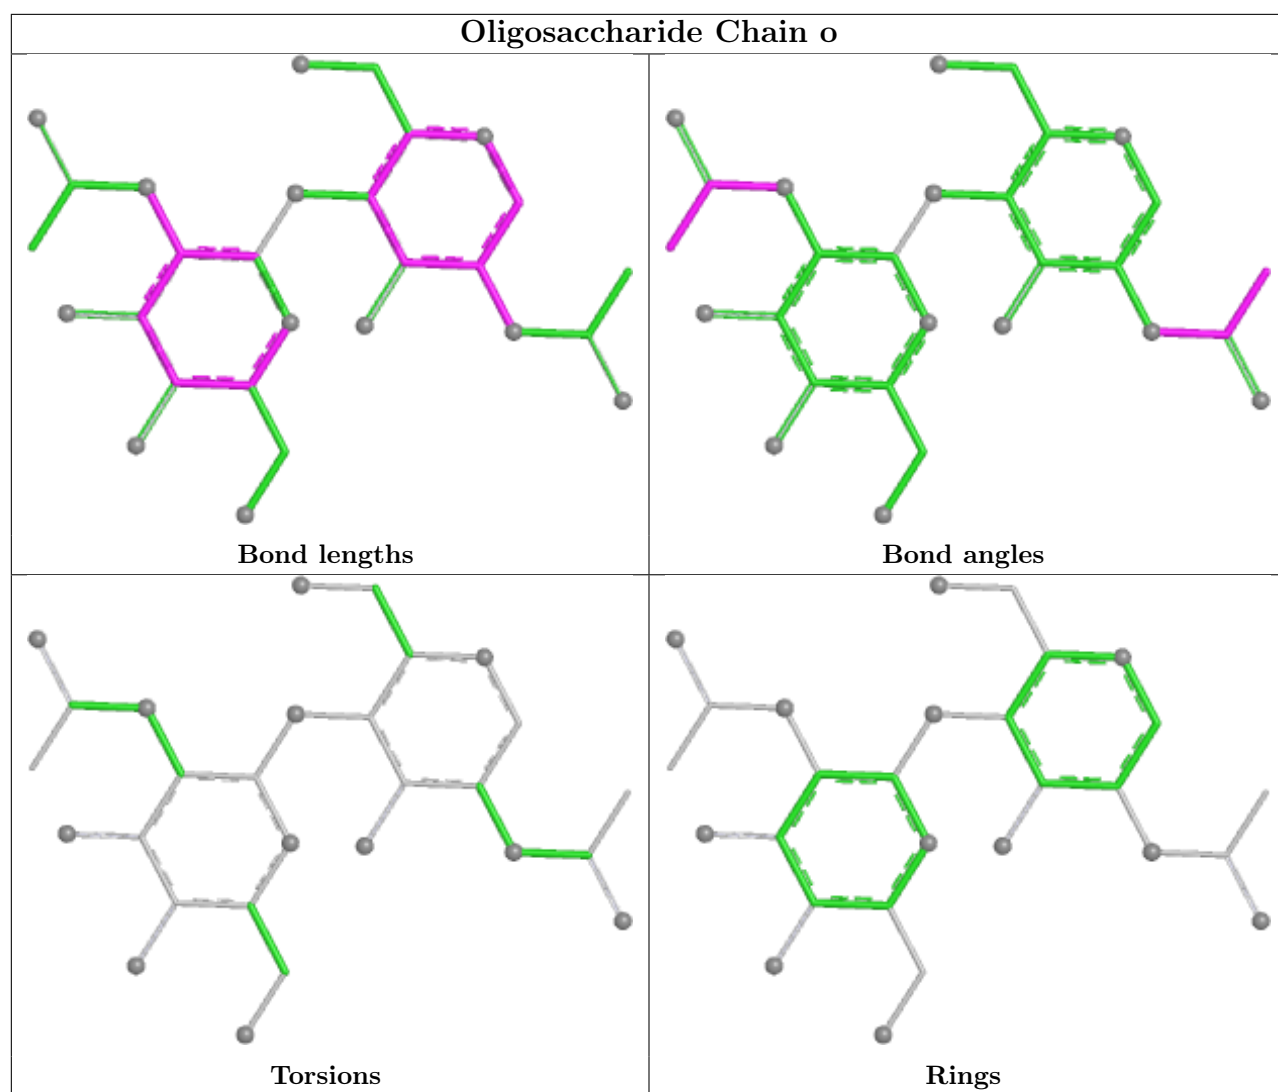 Oligosaccharide Chain o
Bond lengths
Bond angles
Torsions
Rings